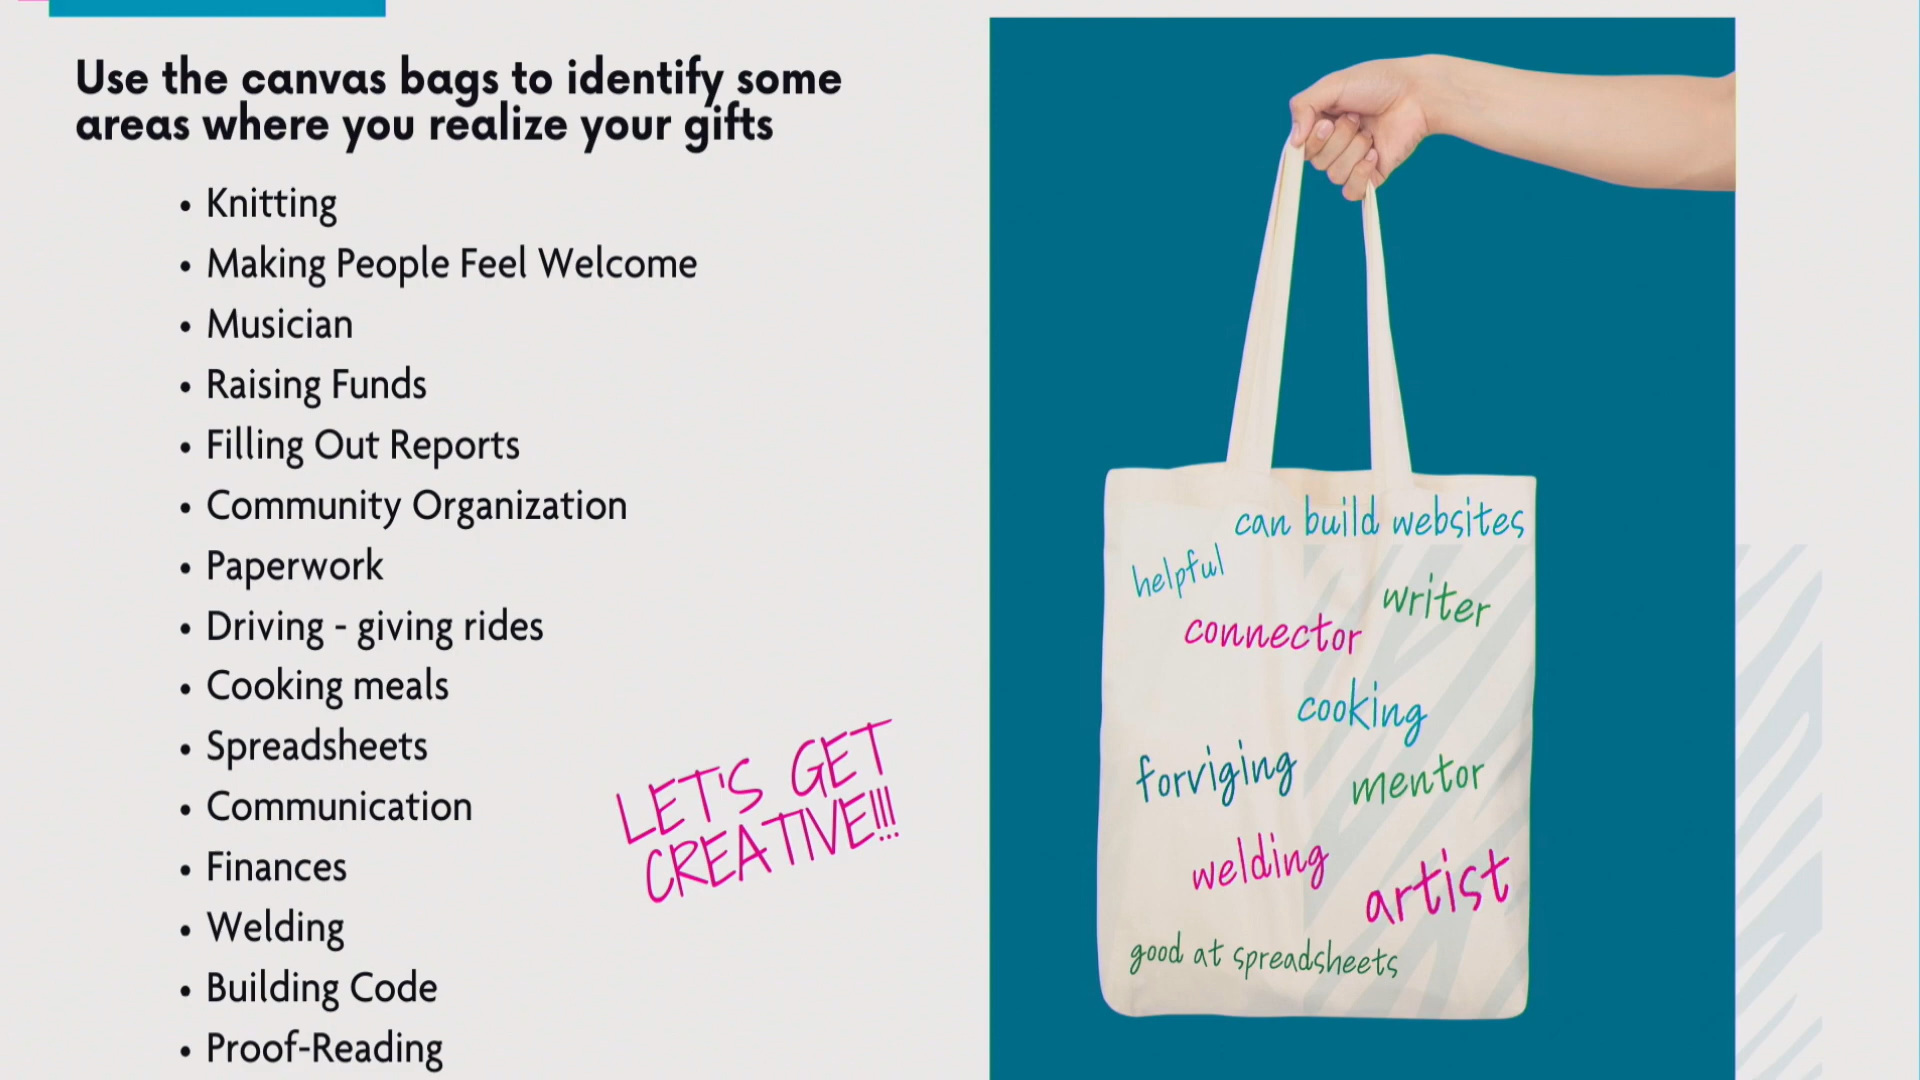 Use the canvas bags to identify some
areas where you realize your gifts
• Knitting
• Making People Feel Welcome
• Musician
• Raising Funds
• Filling Out Reports
• Community Organization
• Paperwork
• Driving - giving rides
• Cooking meals
• Spreadsheets
• Communication
• Finances
• Welding
• Building Code
• Proof-Reading
LET'S GET
CREATIVE!!!
can build websites
helpful
writer
connector
cooking
forviging
mentor
welding
artist
good at spreadsheets